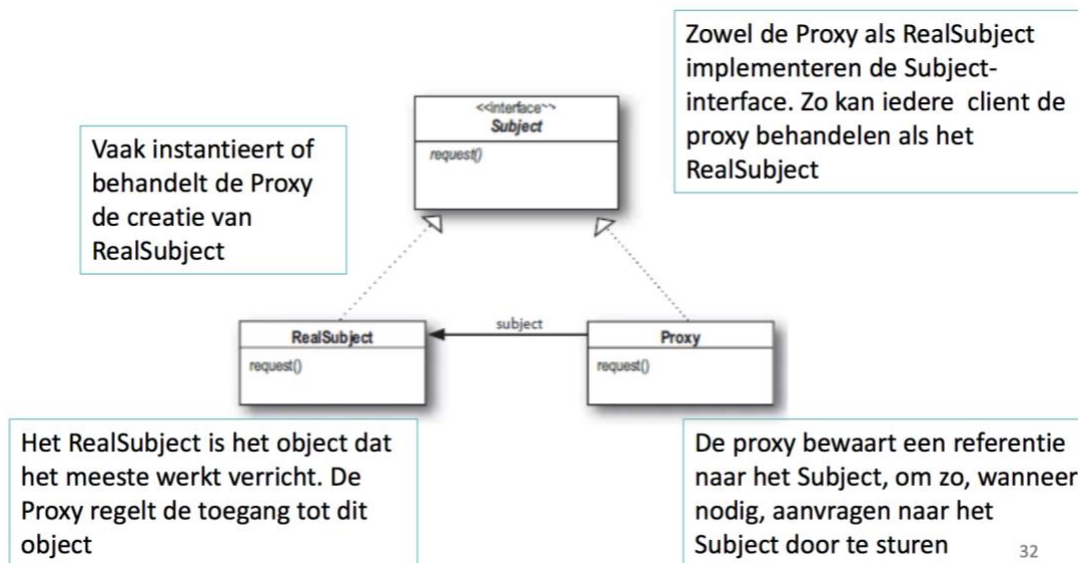 Zowel de Proxy als RealSubject
implementeren de Subject-
interface. Zo kan iedere client de
proxy behandelen als het
RealSubject
<<interface~~
Subject
request()
Vaak instantieert of
behandelt de Proxy
de creatie van
RealSubject
RealSubject
request()
subject
Proxy
request()
Het RealSubject is het object dat
het meeste werkt verricht. De
Proxy regelt de toegang tot dit
object
De proxy bewaart een referentie
naar het Subject, om zo, wanneer
nodig, aanvragen naar het
Subject door te sturen
32